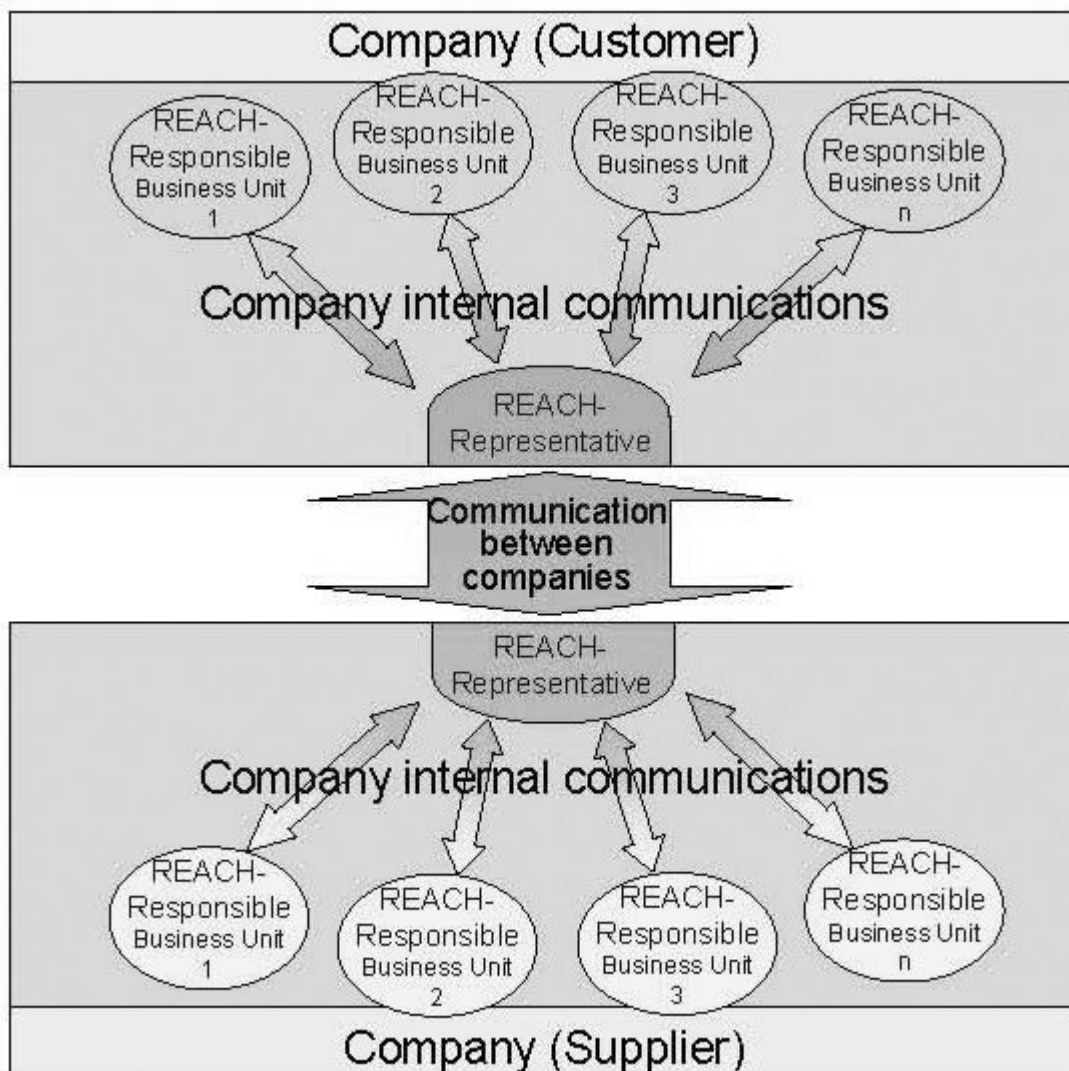 Company (Customer)
REACH-
Responsible
Business Unit
1
REACH-
Responsible
Business Unit
2
REACH-
Responsible
Business Unit
3
REACH-
Responsible
Business Unit
n
Company internal communications
REACH-
Representative
Communication
between
companies
REACH-
Representative
Company internal communications
REACH-
Responsible
Business Unit
1
REACH-
Responsible
Business Unit
2
REACH-
Responsible
Business Unit
3
REACH-
Responsible
Business Unit
n
Company (Supplier)